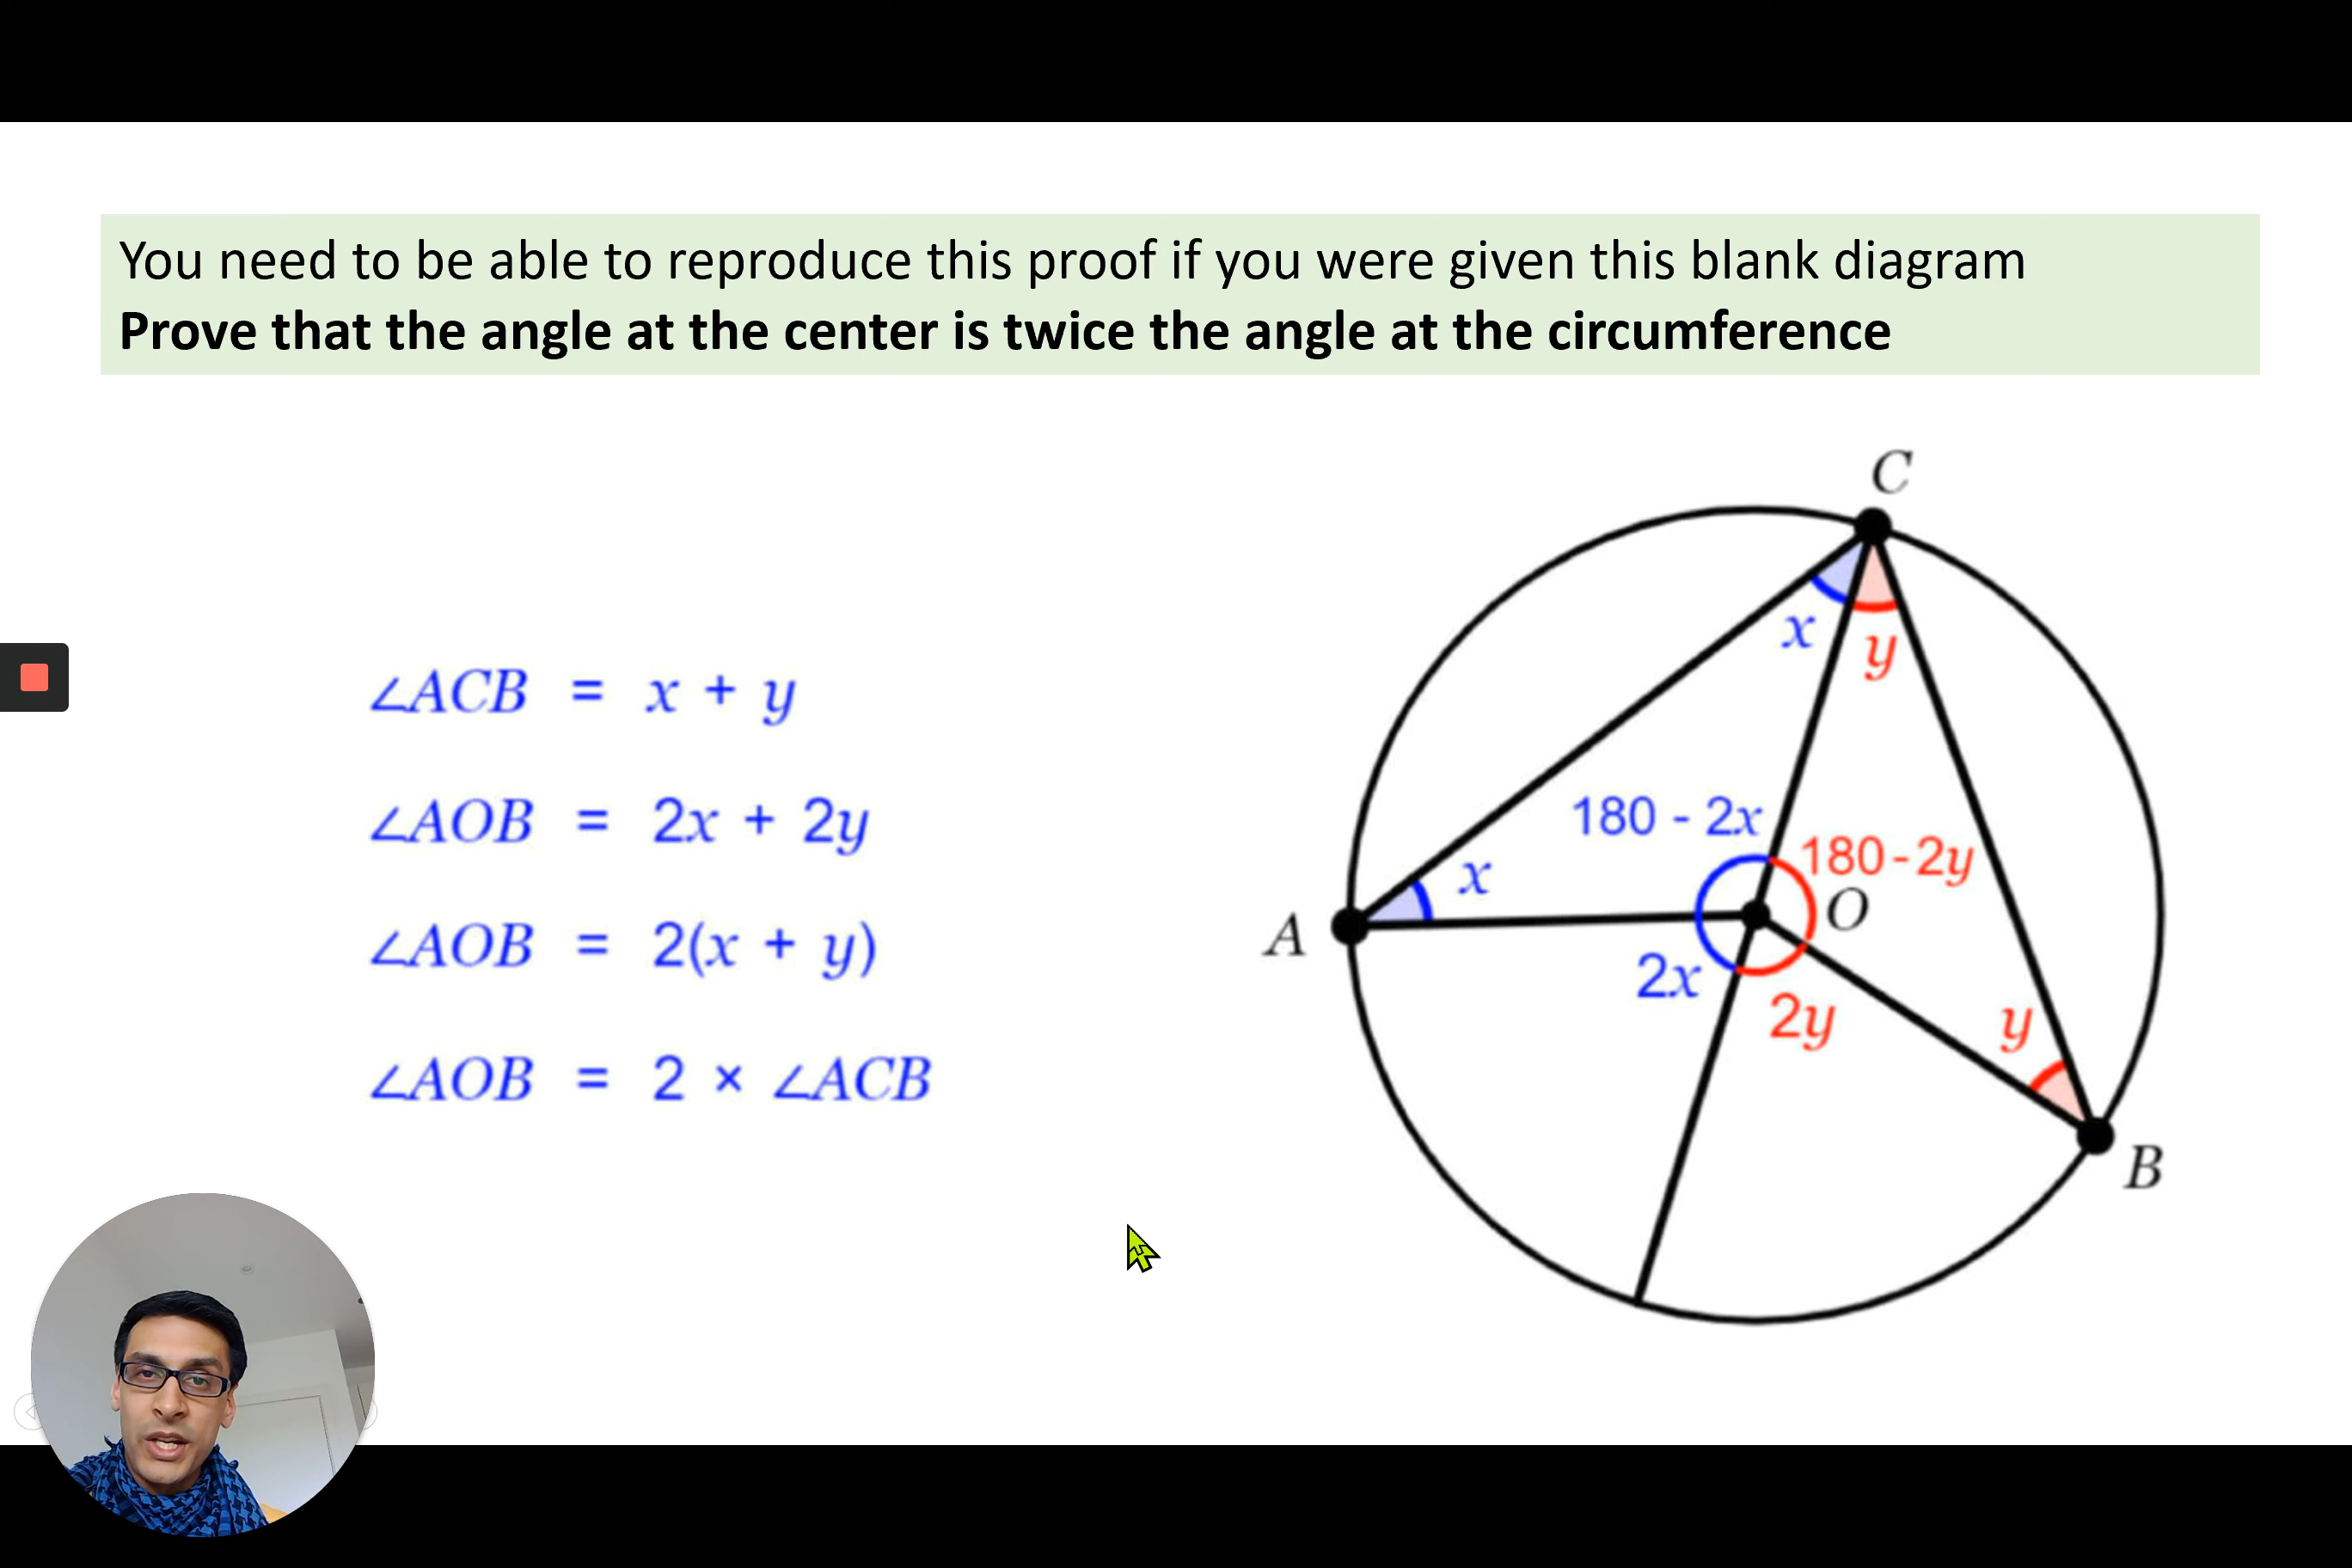 You need to be able to reproduce this proof if you were given this blank diagram
Prove that the angle at the center is twice the angle at the circumference
∠ACB = x + y
∠AOB = 2x + 2y
∠AOB = 2(x + y)
∠AOB = 2 × ∠ACB
C
x
y
180 - 2x
180 - 2y
x
O
A
2x
2y
y
B